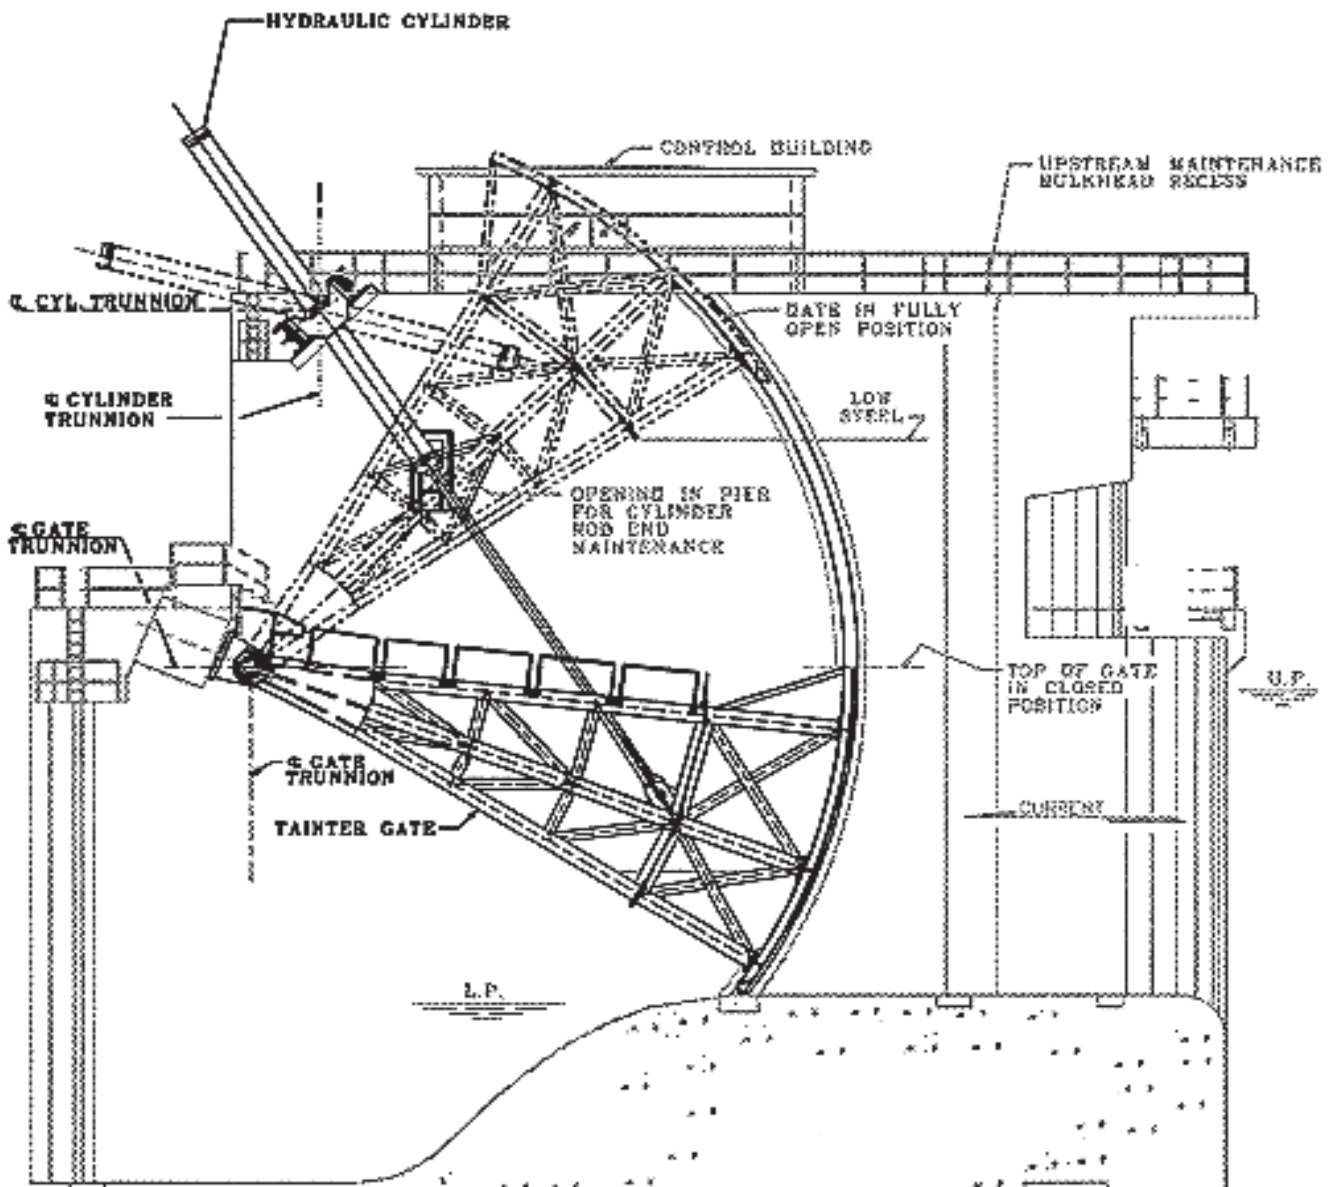 HYDRAULIC CYLINDER
CONTROL BUILDING
UPSTREAM MAINTENANCE
BULKHEAD RECESS
℄ CYL TRUNNION
GATE IN FULLY
OPEN POSITION
℄ CYLINDER
TRUNNION
LOW
STEEL
OPENING IN PIER
FOR CYLINDER
ROD END
MAINTENANCE
℄ GATE
TRUNNION
TOP OF GATE
IN CLOSED
POSITION
U.P.
℄ GATE
TRUNNION
TAINTER GATE
CURRENT
L.P.